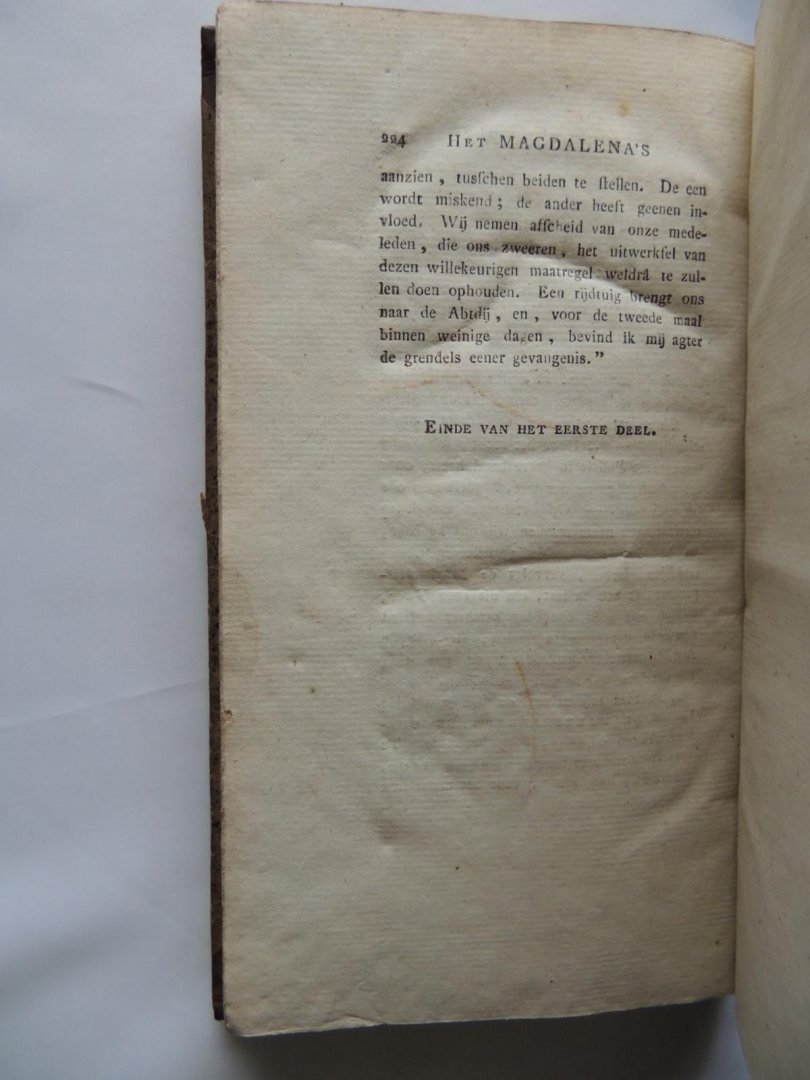 224 HET MAGDALENA'S
aanzien, tusſchen beiden te ſtellen. De een
wordt miskend; de ander heeft geenen in-
vloed. Wij nemen afſcheid van onze mede-
leden, die ons zweeren, het uitwerkſel van
dezen willekeurigen maatregel weldrâ te zul-
len doen ophouden. Een rijdtuig brengt ons
naar de Abtdij, en, voor de tweede maal
binnen weinige dagen, bevind ik mij agter
de grendels eener gevangenis."
EINDE VAN HET EERSTE DEEL.